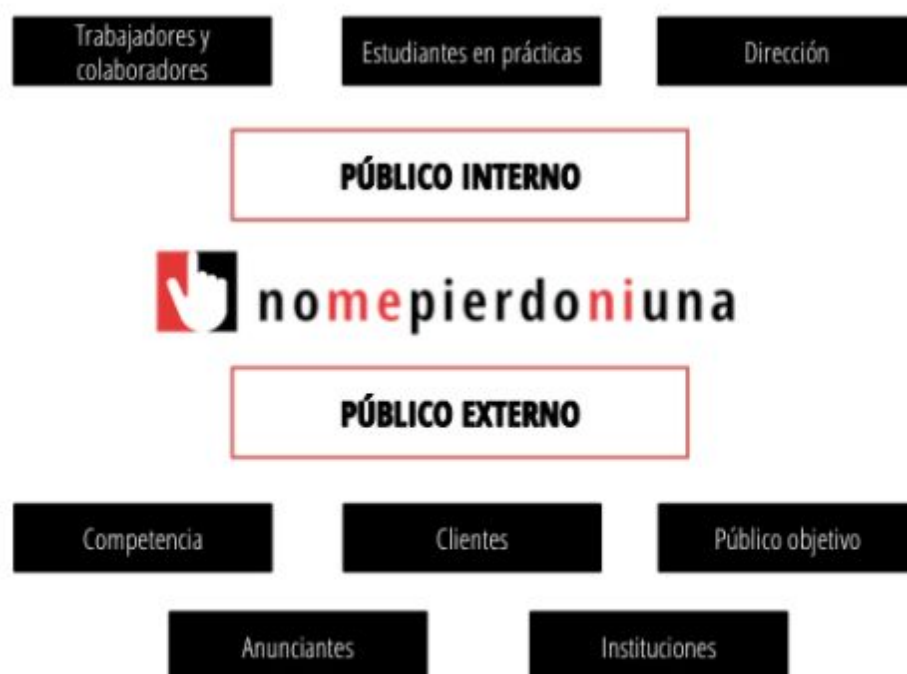 Trabajadores y
colaboradores
Estudiantes en prácticas
Dirección
PÚBLICO INTERNO
nomepierdoniuna
PÚBLICO EXTERNO
Competencia
Clientes
Público objetivo
Anunciantes
Instituciones